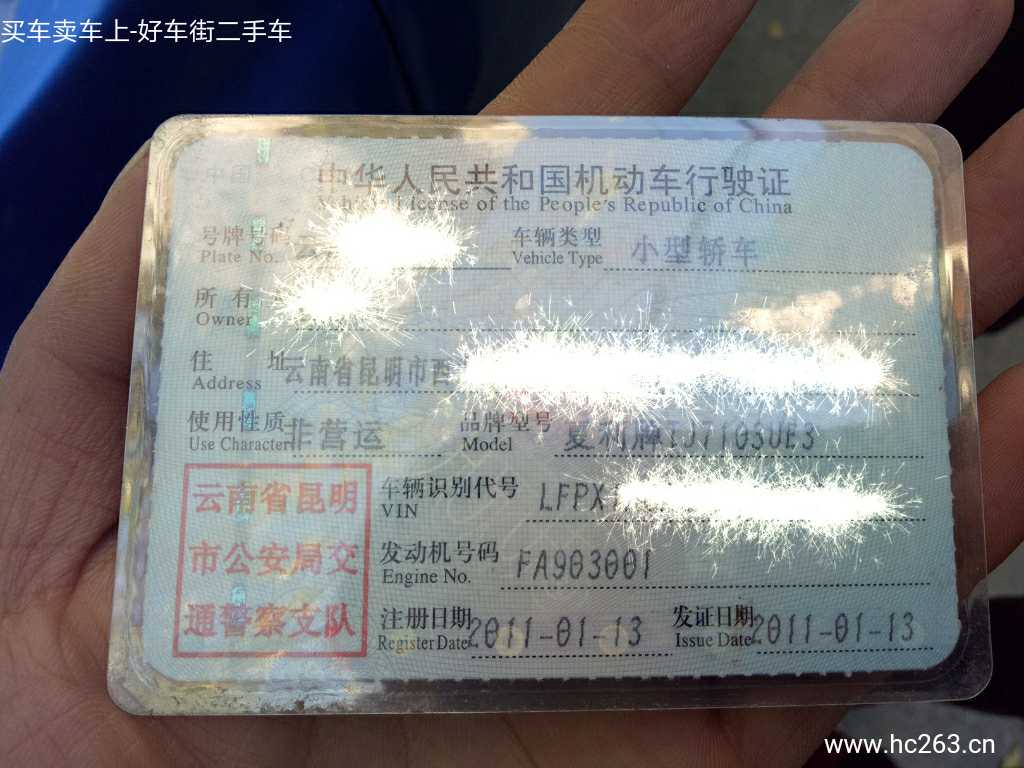 买车卖车上-好车街二手车
中华人民共和国机动车行驶证
Vehicle License of the People's Republic of China
号牌号码 车辆类型 小型轿车
Plate No. Vehicle Type
所有
Owner
住 址 云南省昆明市西
Address
使用性质 非营运 品牌型号 夏利牌TJ7103UE3
Use Character Model
云南省昆明
市公安局交
通警察支队
车辆识别代号 LFPX
VIN
发动机号码 FA903001
Engine No.
注册日期 2011-01-13 发证日期 2011-01-13
Register Date Issue Date
www.hc263.cn